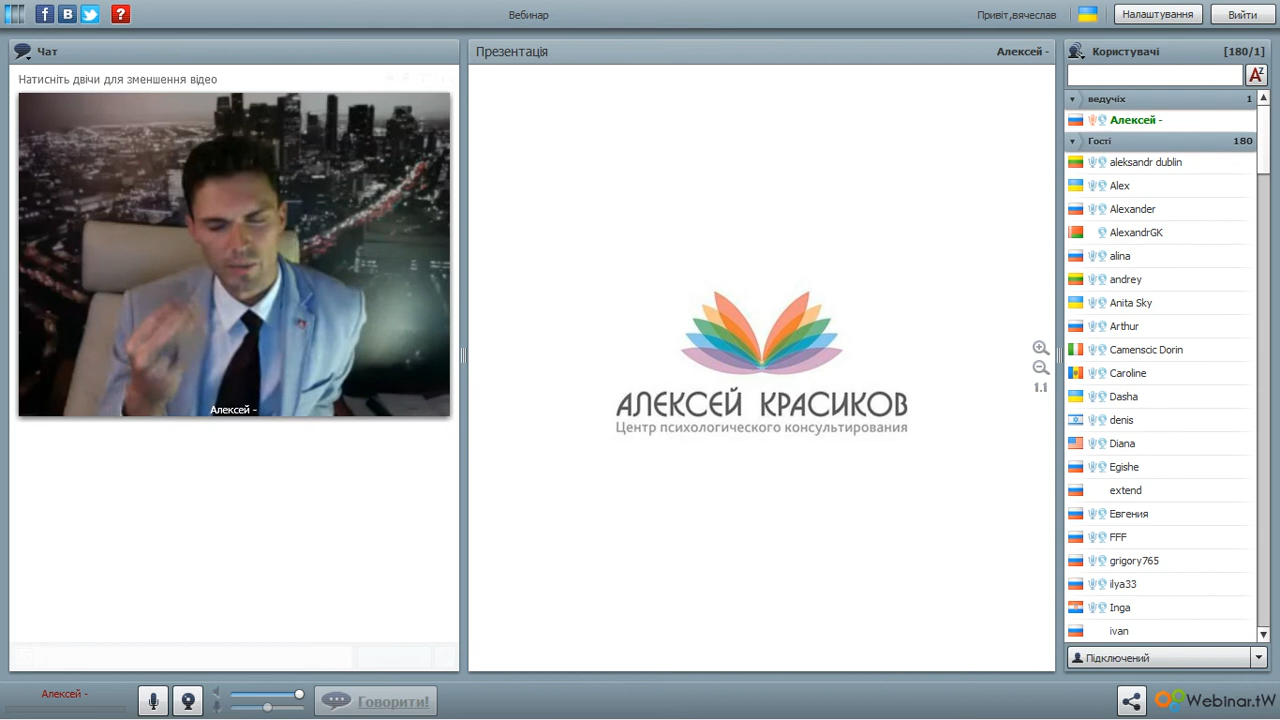 Вебинар
Привіт,вячеслав
Налаштування
Вийти
f
B
?
Чат
Натисніть двічи для зменшення відео
Алексей -
Презентація
Алексей -
АЛЕКСЕЙ КРАСИКОВ
Центр психологического консультирования
1.1
Користувачі
[180/1]
AZ
ведучіх 1
Алексей -
Гості 180
aleksandr dublin
Alex
Alexander
AlexandrGK
alina
andrey
Anita Sky
Arthur
Camenscic Dorin
Caroline
Dasha
denis
Diana
Egishe
extend
Евгения
FFF
grigory765
ilya33
Inga
ivan
Підключений
Алексей -
Говорити!
Webinar.tW